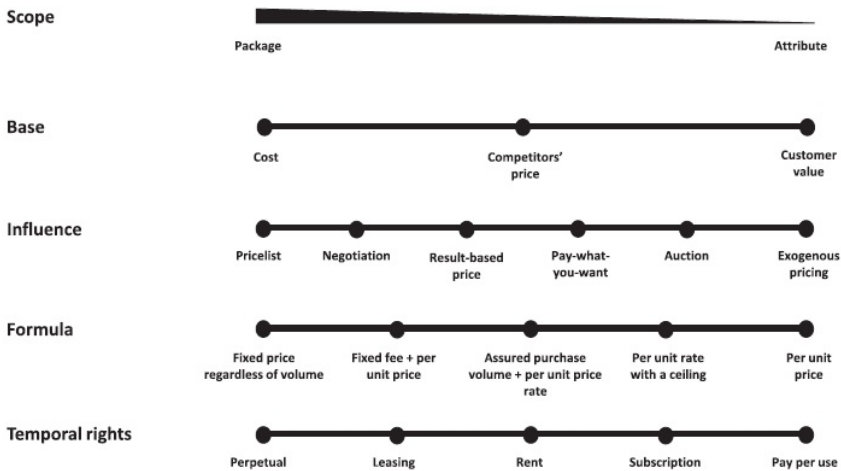 Scope
Package
Attribute
Base
Cost
Competitors'
price
Customer
value
Influence
Pricelist
Negotiation
Result-based
price
Pay-what-
you-want
Auction
Exogenous
pricing
Formula
Fixed price
regardless of volume
Fixed fee + per
unit price
Assured purchase
volume + per unit price
rate
Per unit rate
with a ceiling
Per unit
price
Temporal rights
Perpetual
Leasing
Rent
Subscription
Pay per use